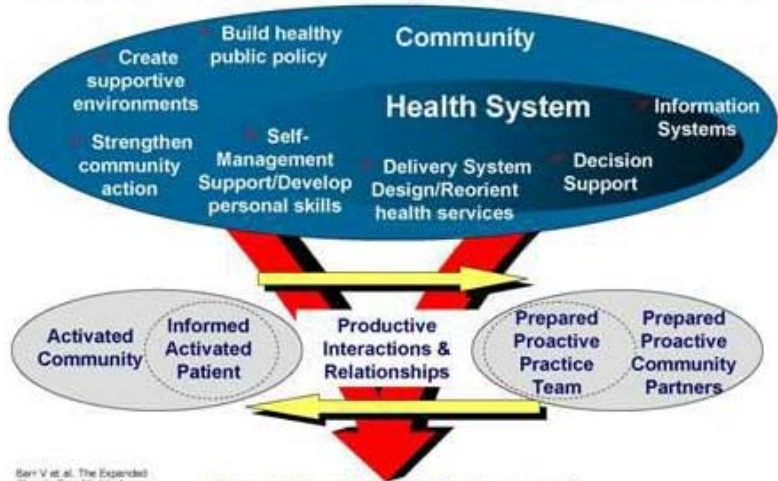 Build healthy
public policy
Community
Create
supportive
environments
Health System
Information
Systems
Strengthen
community
action
Self-
Management
Support/Develop
personal skills
Delivery System
Design/Reorient
health services
Decision
Support
Activated
Community
Informed
Activated
Patient
Productive
Interactions &
Relationships
Prepared
Proactive
Practice
Team
Prepared
Proactive
Community
Partners
Barr V et al. The Expanded